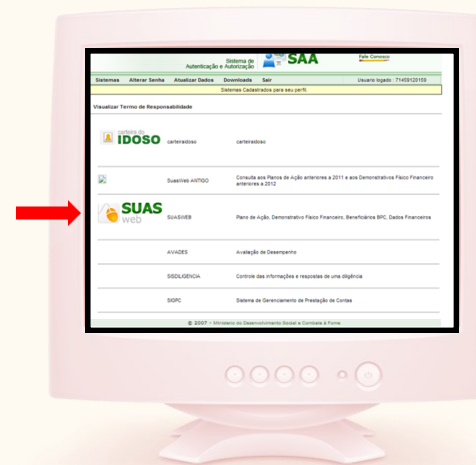 Sistema de
Autenticação e Autorização
SAA
Fale Conosco
Sistemas Alterar Senha Atualizar Dados Downloads Sair Usuário logado : 71459120159
Sistemas Cadastrados para seu perfil
Visualizar Termo de Responsabilidade
carteira do
IDOSO carteiraidoso carteiraidoso
SuasWeb ANTIGO Consulta aos Planos de Ação anteriores a 2011 e aos Demonstrativos Físico Financeiro
anteriores a 2012
SUAS
web SUASWEB Plano de Ação, Demonstrativo Físico Financeiro, Beneficiários BPC, Dados Financeiros
AVADES Avaliação de Desempenho
SISDILIGENCIA Controle das informações e respostas de uma diligência
SIGPC Sistema de Gerenciamento de Prestação de Contas
© 2007 - Ministério do Desenvolvimento Social e Combate à Fome